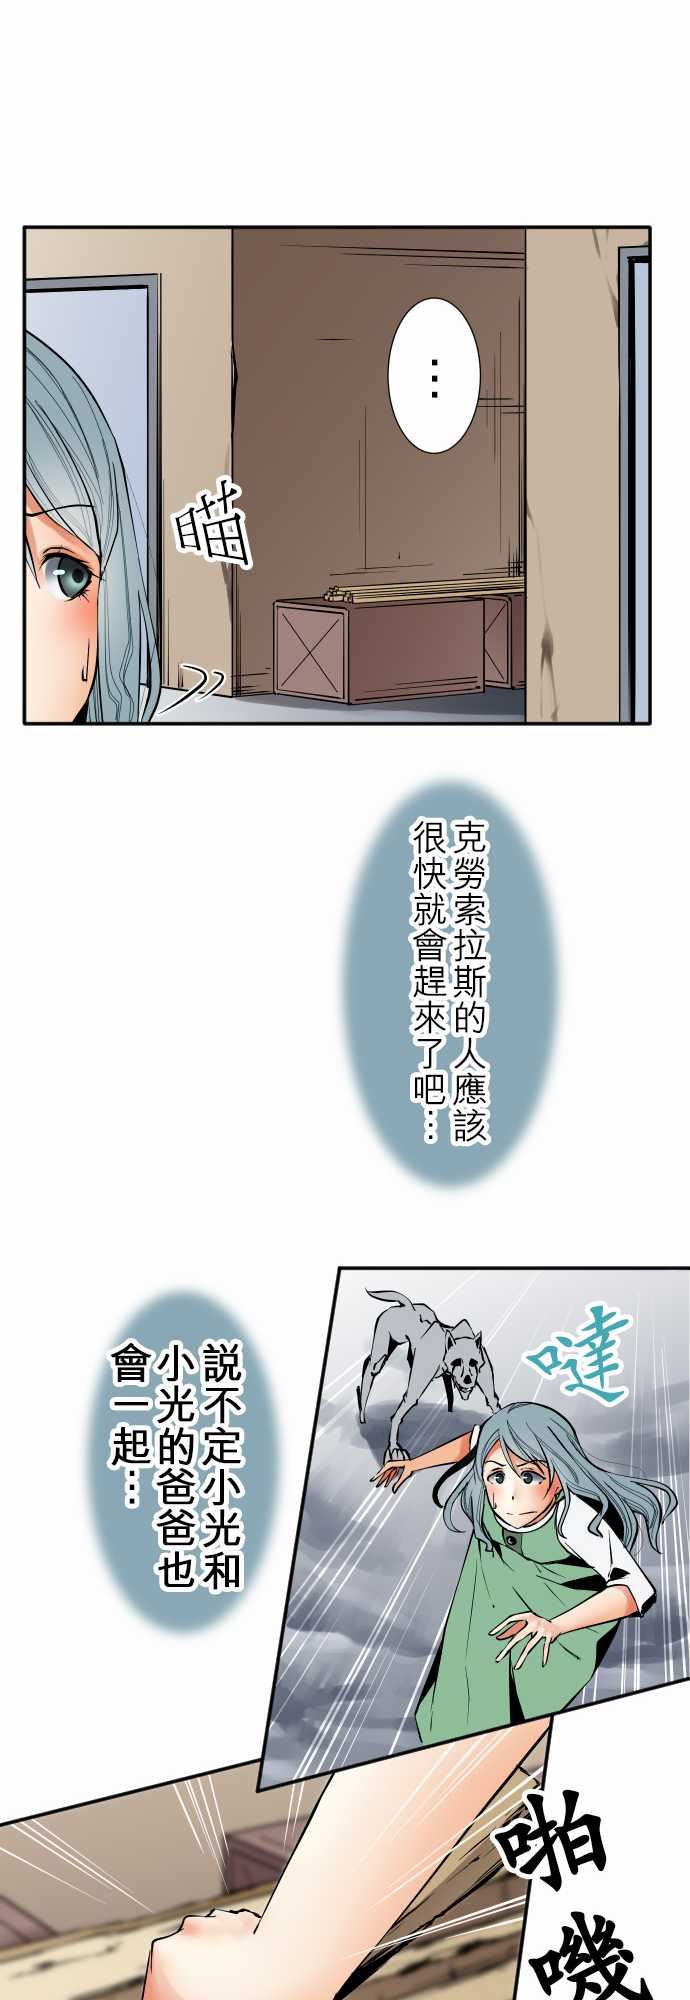 …
瞄
克勞索拉斯的人應該
很快就會趕來了吧…
噠
說不定小光和
小光的爸爸也
會一起…
啪
嘰